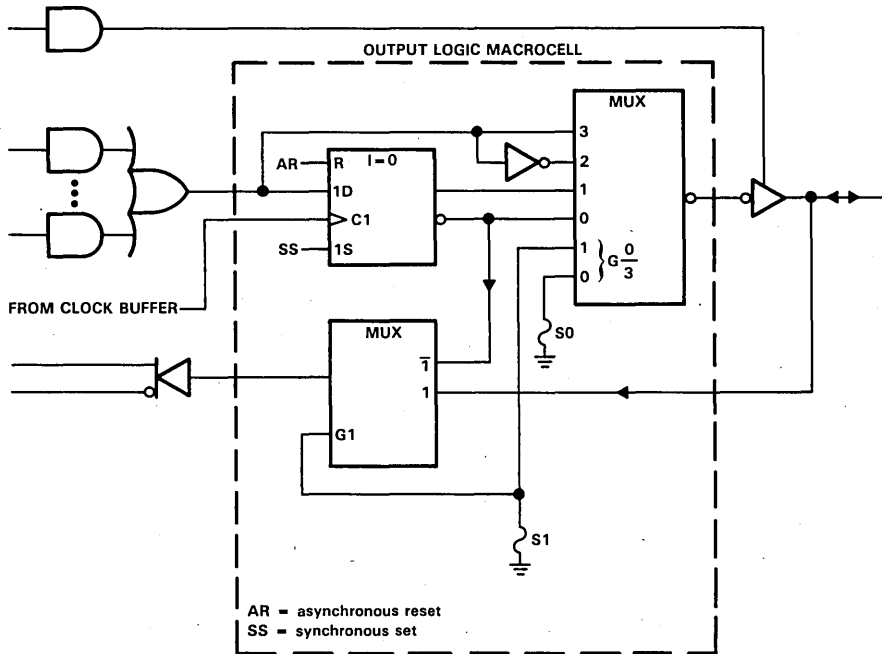 OUTPUT LOGIC MACROCELL
MUX
3
AR
R
I=0
2
1D
1
C1
0
SS
1S
1
G 0/3
0
FROM CLOCK BUFFER
S0
MUX
1̅
1
G1
S1
AR = asynchronous reset
SS = synchronous set